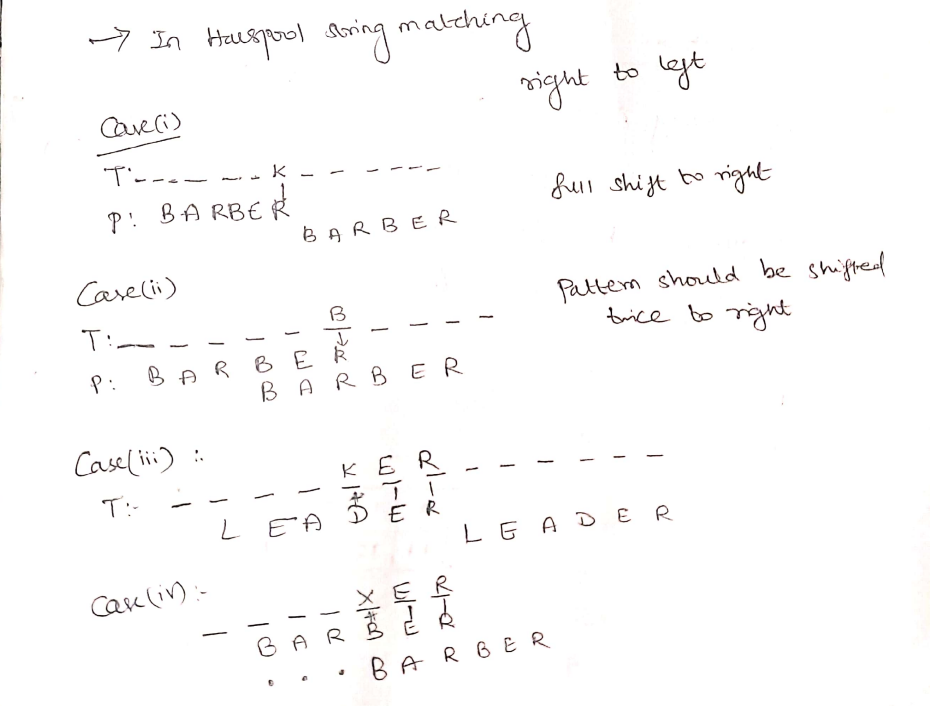 → In Hauspool string matching
right to left
Case(i)
T:- - - - - - - K - - - - - -
P: BARBER
BARBER
full shift to right
Case(ii)
B
T: - - - - - - - - -
P: B A R B E R
B A R B E R
Pattern should be shifted
twice to right
Case(iii) :
K E R
T:- - - - - - - - - - -
L E A D E R
L E A D E R
Case(iv) :-
- - - - X E R
B A R B E R
. . . B A R B E R